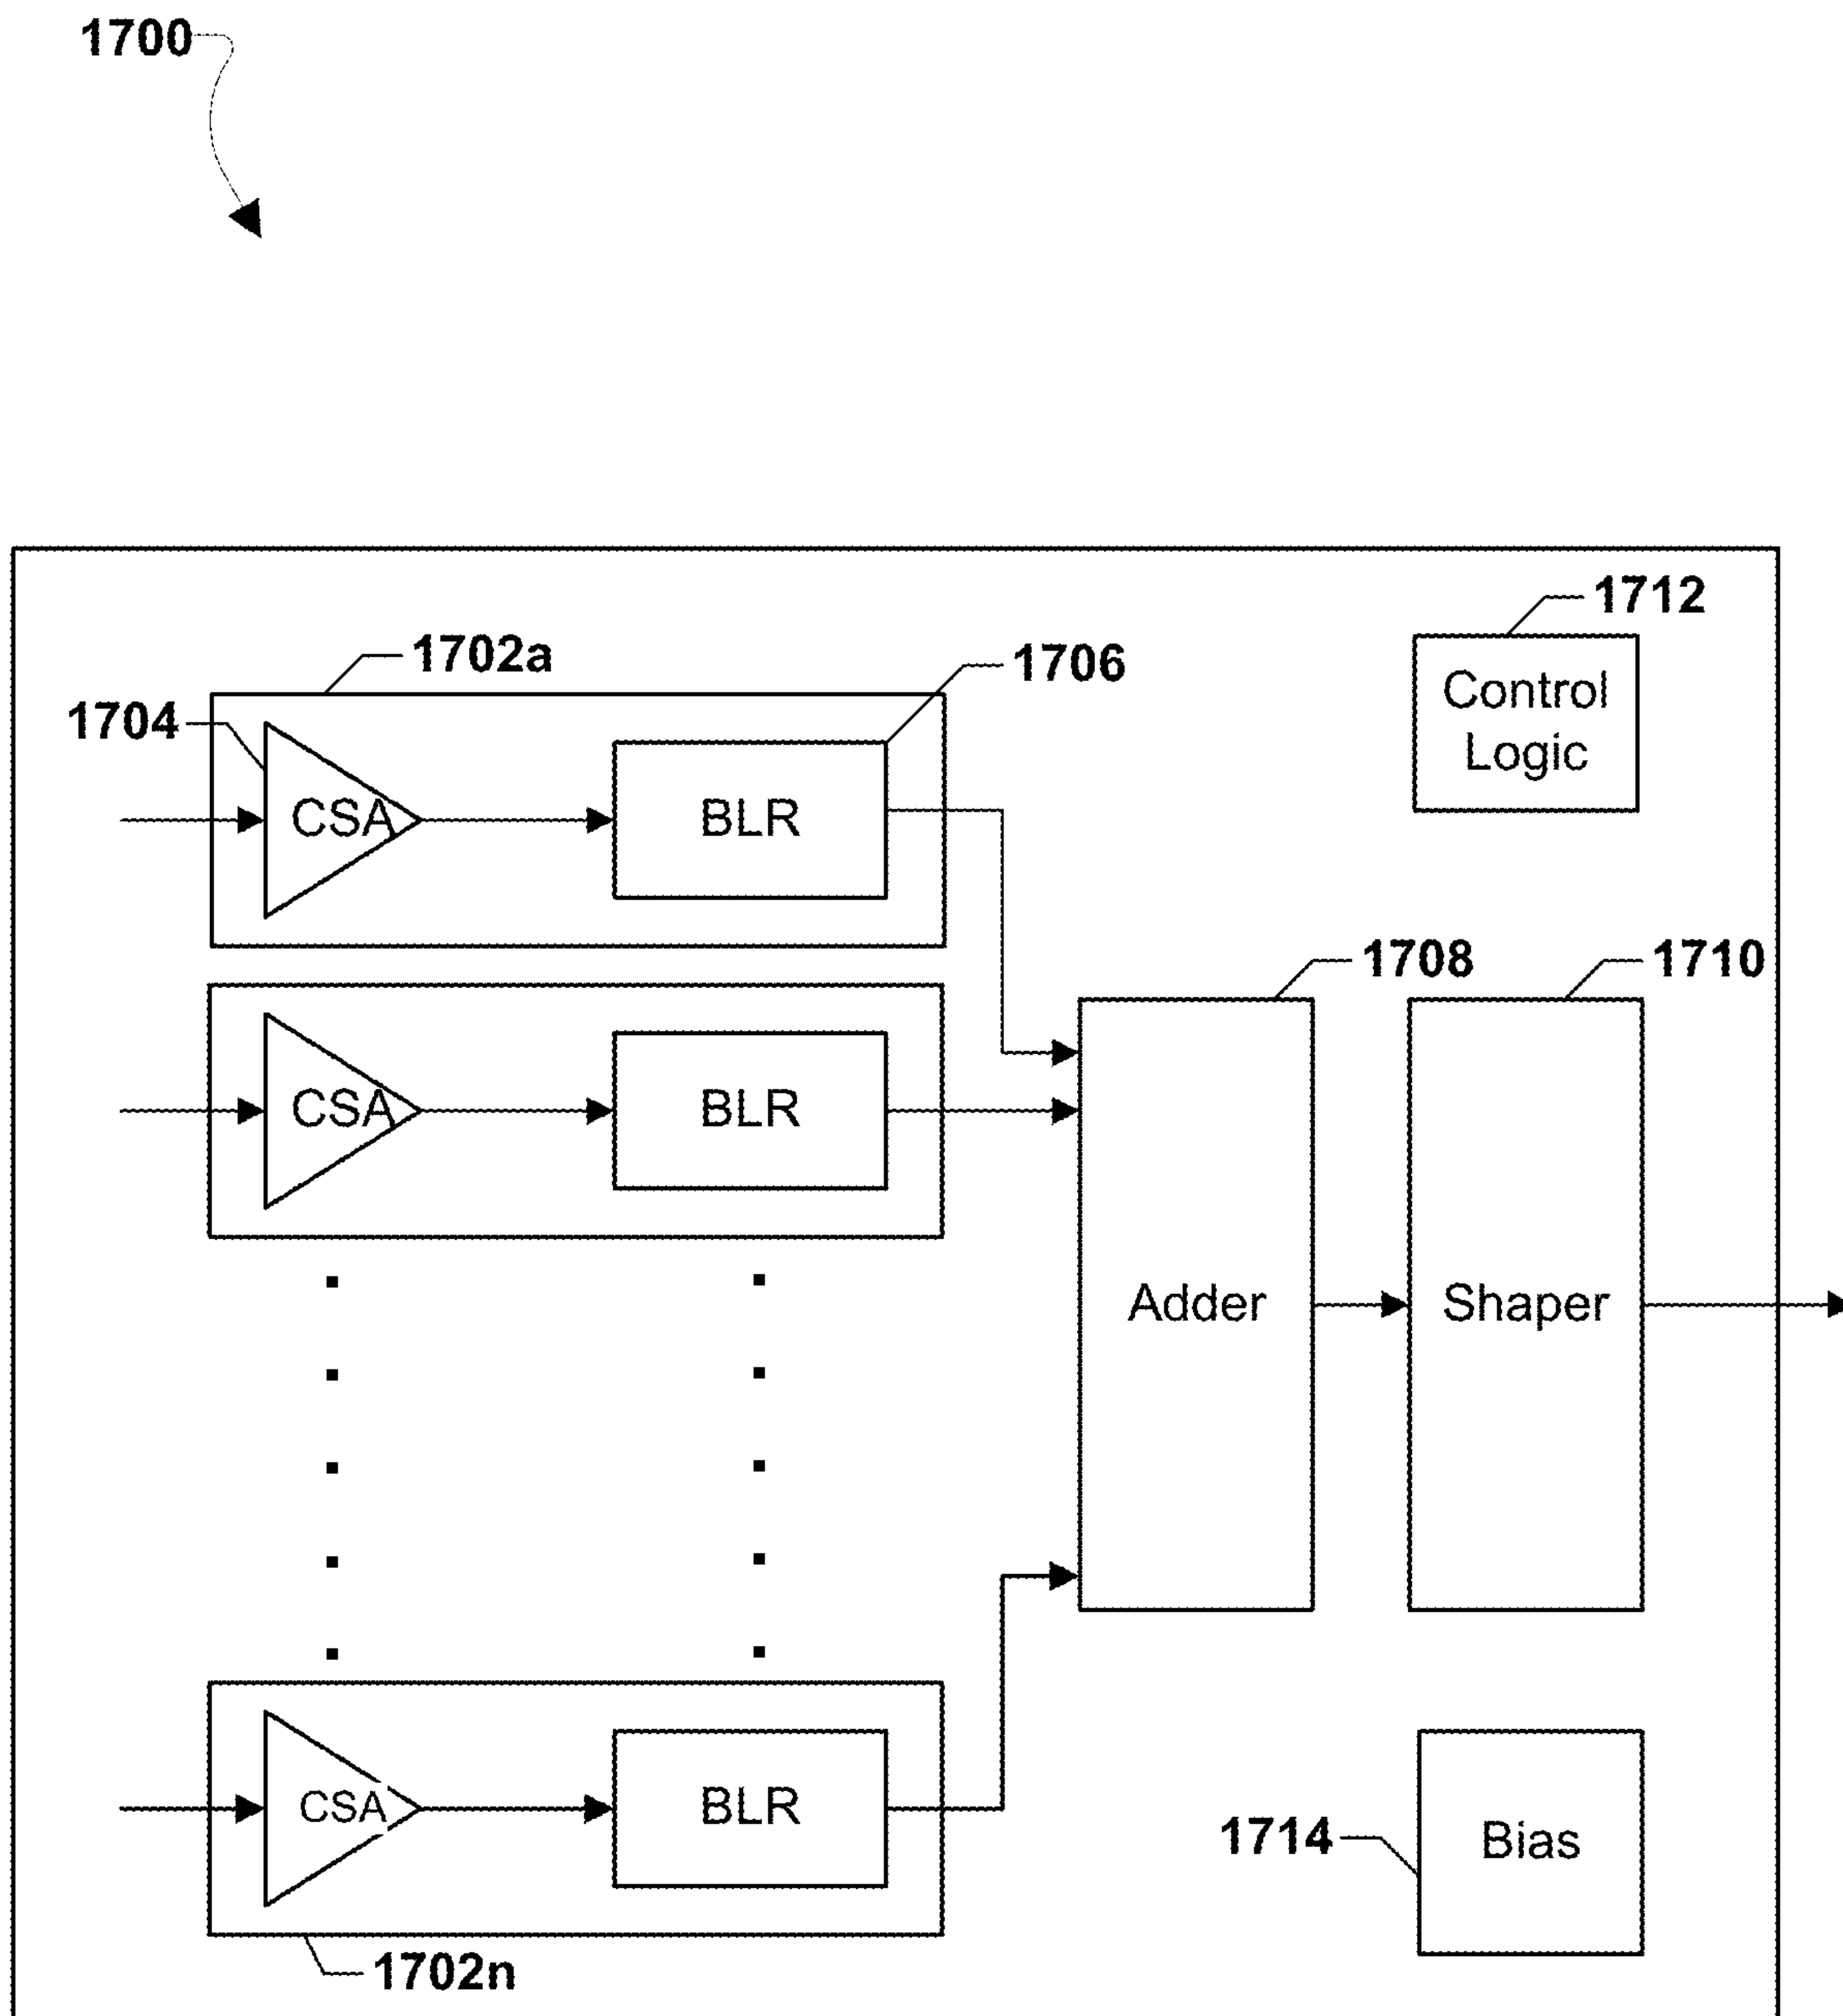 1700
1712
1702a
1706
Control
Logic
1704
CSA
BLR
1708
1710
CSA
BLR
Adder
Shaper
CSA
BLR
1714
Bias
1702n